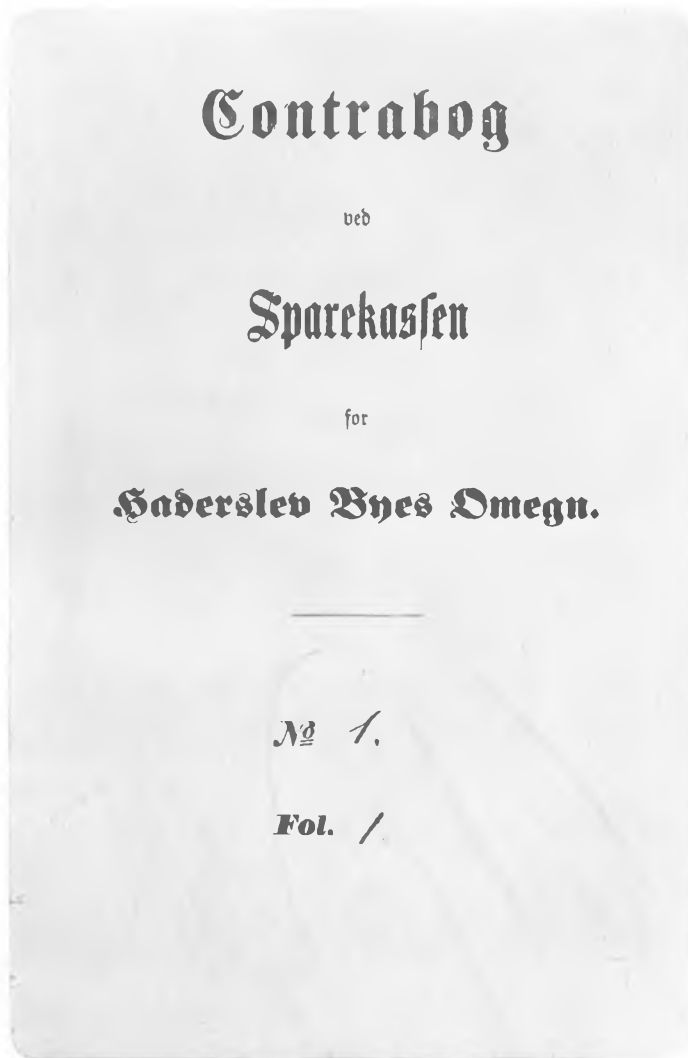 Contrabog
ved
Sparekassen
for
Haderslev Byes Omegn.
No 1.
Fol. 1